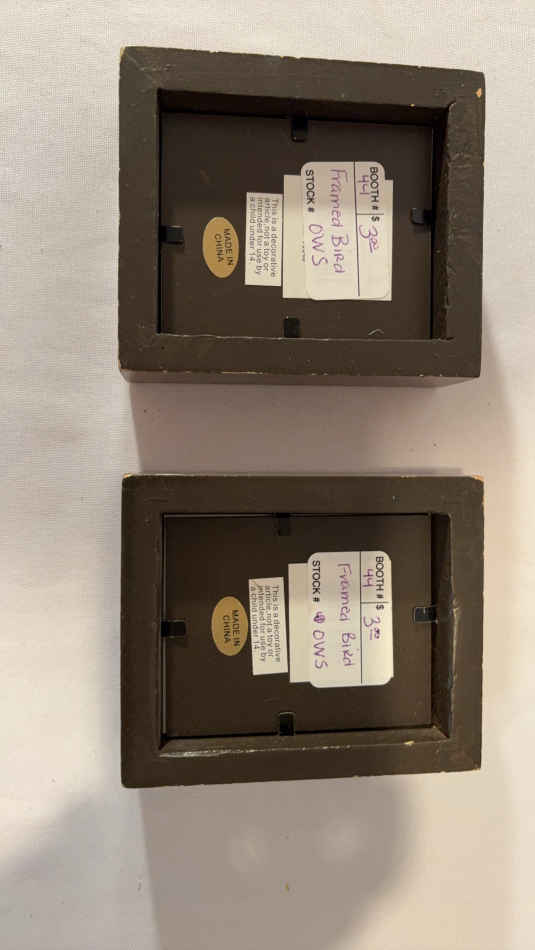 BOOTH # $
44 3.00
Framed Bird
STOCK # OWS
This is a decorative
article, not a toy or
intended for use by
a child under 14.
MADE IN
CHINA
BOOTH # $
44 3.00
Framed Bird
STOCK # OWS
This is a decorative
article, not a toy or
intended for use by
a child under 14.
MADE IN
CHINA